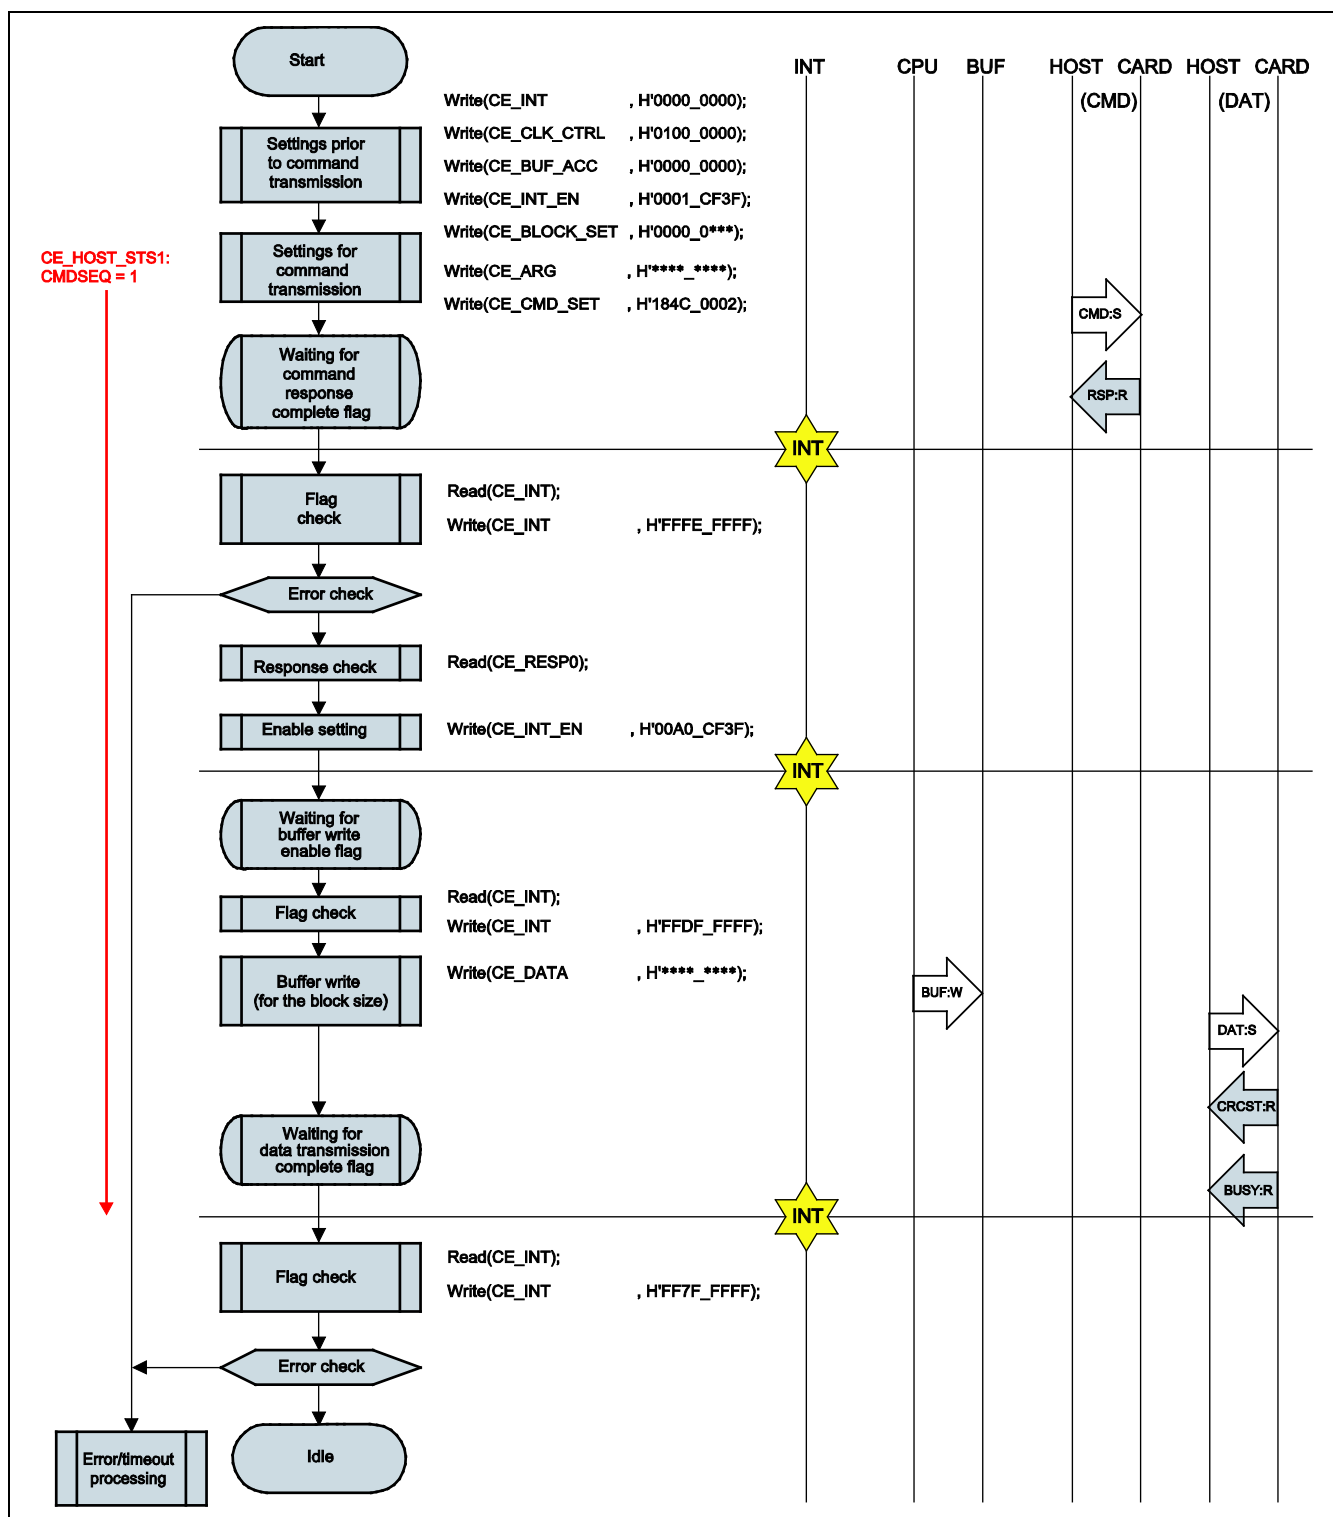 Start
INT
CPU
BUF
HOST
CARD
HOST
CARD
(CMD)
(DAT)
Write(CE_INT , H'0000_0000);
Settings prior
to command
transmission
Write(CE_CLK_CTRL , H'0100_0000);
Write(CE_BUF_ACC , H'0000_0000);
Write(CE_INT_EN , H'0001_CF3F);
Write(CE_BLOCK_SET , H'0000_0***);
CE_HOST_STS1:
CMDSEQ = 1
Settings for
command
transmission
Write(CE_ARG , H'****_****);
Write(CE_CMD_SET , H'184C_0002);
CMD:S
Waiting for
command
response
complete flag
RSP:R
INT
Flag
check
Read(CE_INT);
Write(CE_INT , H'FFFE_FFFF);
Error check
Response check
Read(CE_RESP0);
Enable setting
Write(CE_INT_EN , H'00A0_CF3F);
INT
Waiting for
buffer write
enable flag
Flag check
Read(CE_INT);
Write(CE_INT , H'FFDF_FFFF);
Buffer write
(for the block size)
Write(CE_DATA , H'****_****);
BUF:W
DAT:S
CRCST:R
Waiting for
data transmission
complete flag
BUSY:R
INT
Flag check
Read(CE_INT);
Write(CE_INT , H'FF7F_FFFF);
Error check
Error/timeout
processing
Idle